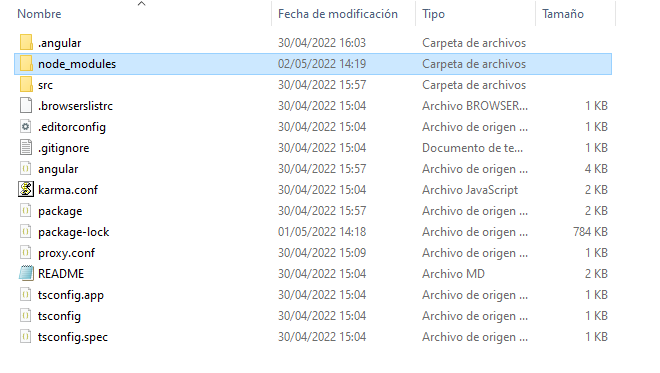 Nombre Fecha de modificación Tipo Tamaño
.angular 30/04/2022 16:03 Carpeta de archivos
node_modules 02/05/2022 14:19 Carpeta de archivos
src 30/04/2022 15:04 Carpeta de archivos
.browserslistrc 30/04/2022 15:04 Archivo BROWSER... 1 KB
.editorconfig 30/04/2022 15:04 Archivo de origen ... 1 KB
.gitignore 30/04/2022 15:04 Documento de te... 1 KB
angular 30/04/2022 15:57 Archivo de origen ... 4 KB
karma.conf 30/04/2022 15:04 Archivo JavaScript 2 KB
package 30/04/2022 15:57 Archivo de origen ... 2 KB
package-lock 01/05/2022 14:18 Archivo de origen ... 784 KB
proxy.conf 30/04/2022 15:09 Archivo de origen ... 1 KB
README 30/04/2022 15:04 Archivo MD 2 KB
tsconfig.app 30/04/2022 15:04 Archivo de origen ... 1 KB
tsconfig 30/04/2022 15:04 Archivo de origen ... 1 KB
tsconfig.spec 30/04/2022 15:04 Archivo de origen ... 1 KB